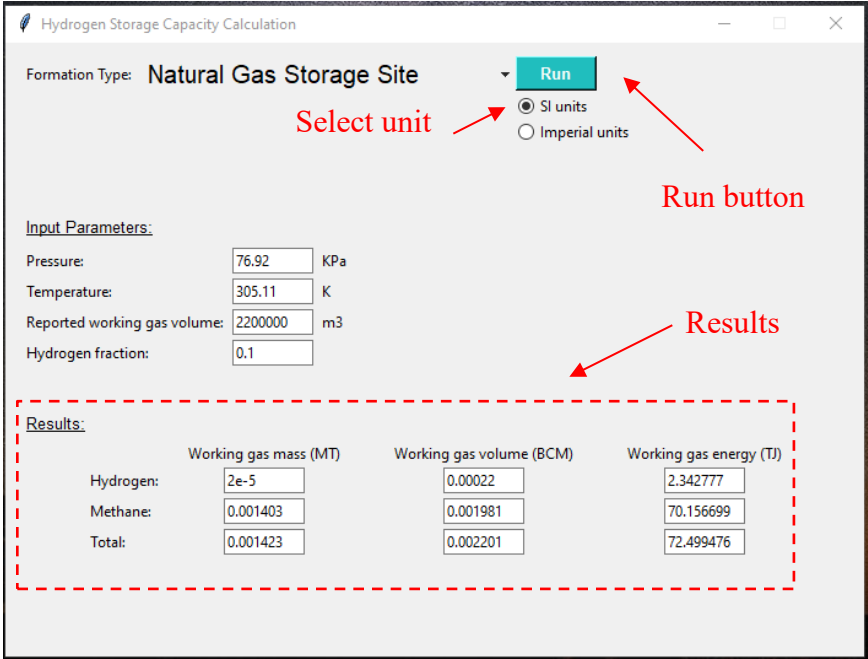 Hydrogen Storage Capacity Calculation
Formation Type: Natural Gas Storage Site Run
SI units
Select unit
Imperial units
Run button
Input Parameters:
Pressure: 76.92 KPa
Temperature: 305.11 K
Reported working gas volume: 2200000 m3
Results
Hydrogen fraction: 0.1
Results:
Working gas mass (MT) Working gas volume (BCM) Working gas energy (TJ)
Hydrogen: 2e-5 0.00022 2.342777
Methane: 0.001403 0.001981 70.156699
Total: 0.001423 0.002201 72.499476